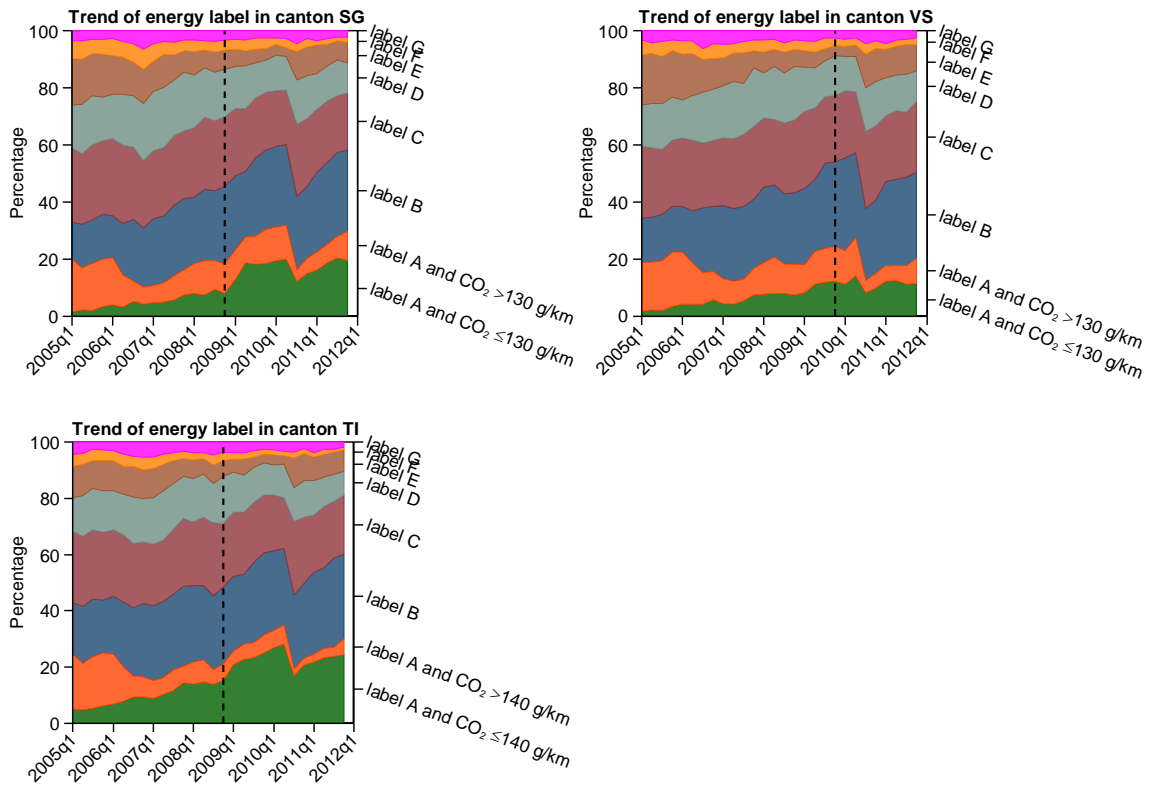 Trend of energy label in canton SG
Percentage
100
80
60
40
20
0
2005q1
2006q1
2007q1
2008q1
2009q1
2010q1
2011q1
2012q1
label G
label F
label E
label D
label C
label B
label A and CO₂ >130 g/km
label A and CO₂ ≤130 g/km
Trend of energy label in canton VS
Percentage
100
80
60
40
20
0
2005q1
2006q1
2007q1
2008q1
2009q1
2010q1
2011q1
2012q1
label G
label F
label E
label D
label C
label B
label A and CO₂ >130 g/km
label A and CO₂ ≤130 g/km
Trend of energy label in canton TI
Percentage
100
80
60
40
20
0
2005q1
2006q1
2007q1
2008q1
2009q1
2010q1
2011q1
2012q1
label G
label F
label E
label D
label C
label B
label A and CO₂ >140 g/km
label A and CO₂ ≤140 g/km